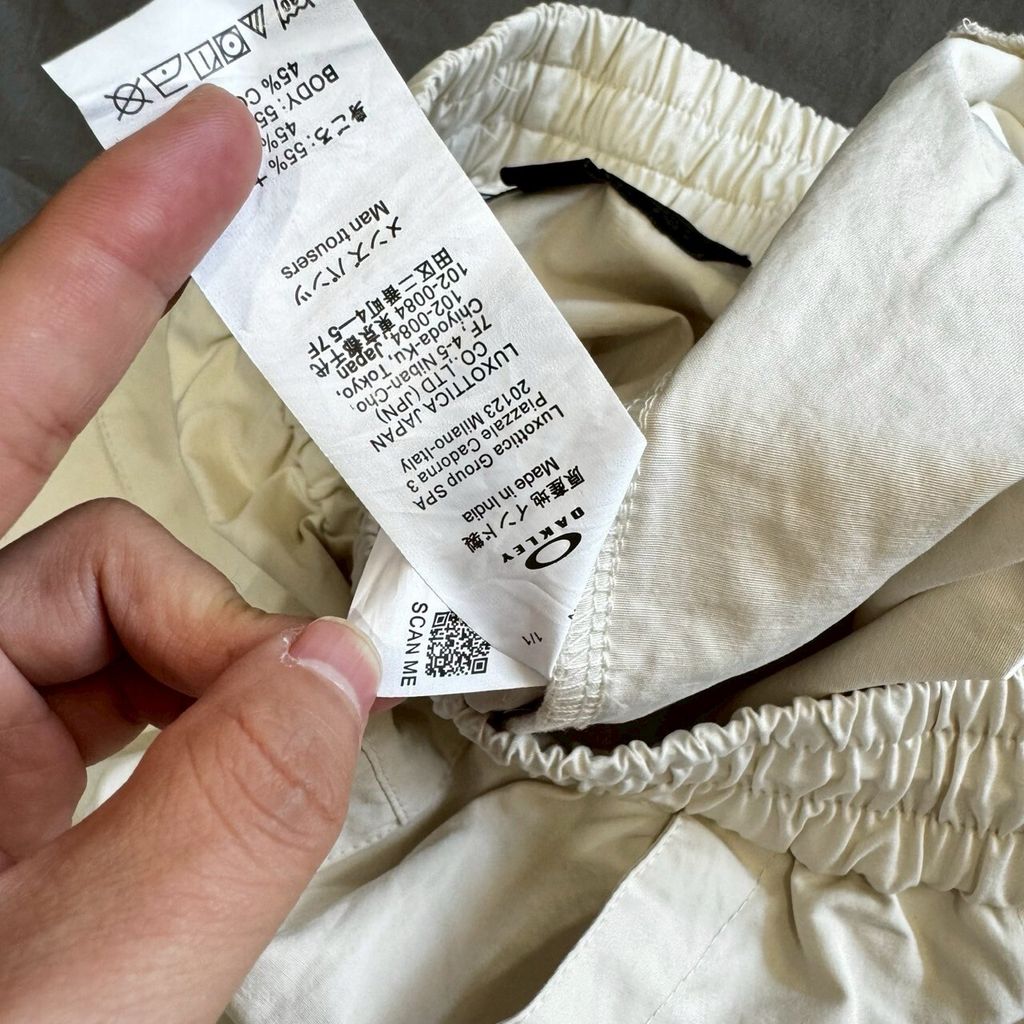 1/1
OAKLEY
原産地 インド製
Made in India
Luxottica Group SPA
Piazzale Cadorna 3
20123 Milano-Italy
LUXOTTICA JAPAN
CO.,LTD (JPN)
7F, 4-5 Niban-Cho,
Chiyoda-Ku, Tokyo,
102-0084 Japan
102-0084 東京都千代
田区二番町4-5 7F
メンズパンツ
Man trousers
身ごろ: 55%
45%
BODY: 55
45%
SCAN ME